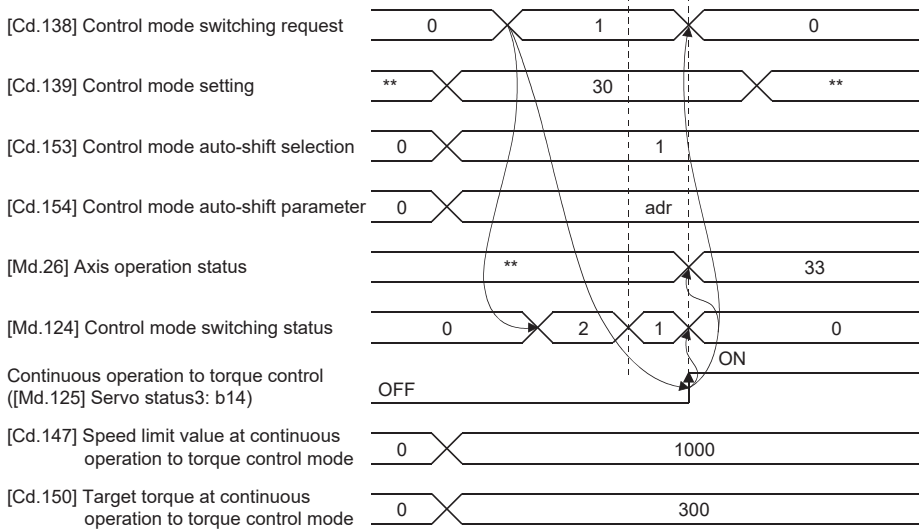 [Cd.138] Control mode switching request 0 1 0
[Cd.139] Control mode setting ** 30 **
[Cd.153] Control mode auto-shift selection 0 1
[Cd.154] Control mode auto-shift parameter 0 adr
[Md.26] Axis operation status ** 33
[Md.124] Control mode switching status 0 2 1 0
Continuous operation to torque control
([Md.125] Servo status3: b14) OFF ON
[Cd.147] Speed limit value at continuous
operation to torque control mode 0 1000
[Cd.150] Target torque at continuous
operation to torque control mode 0 300